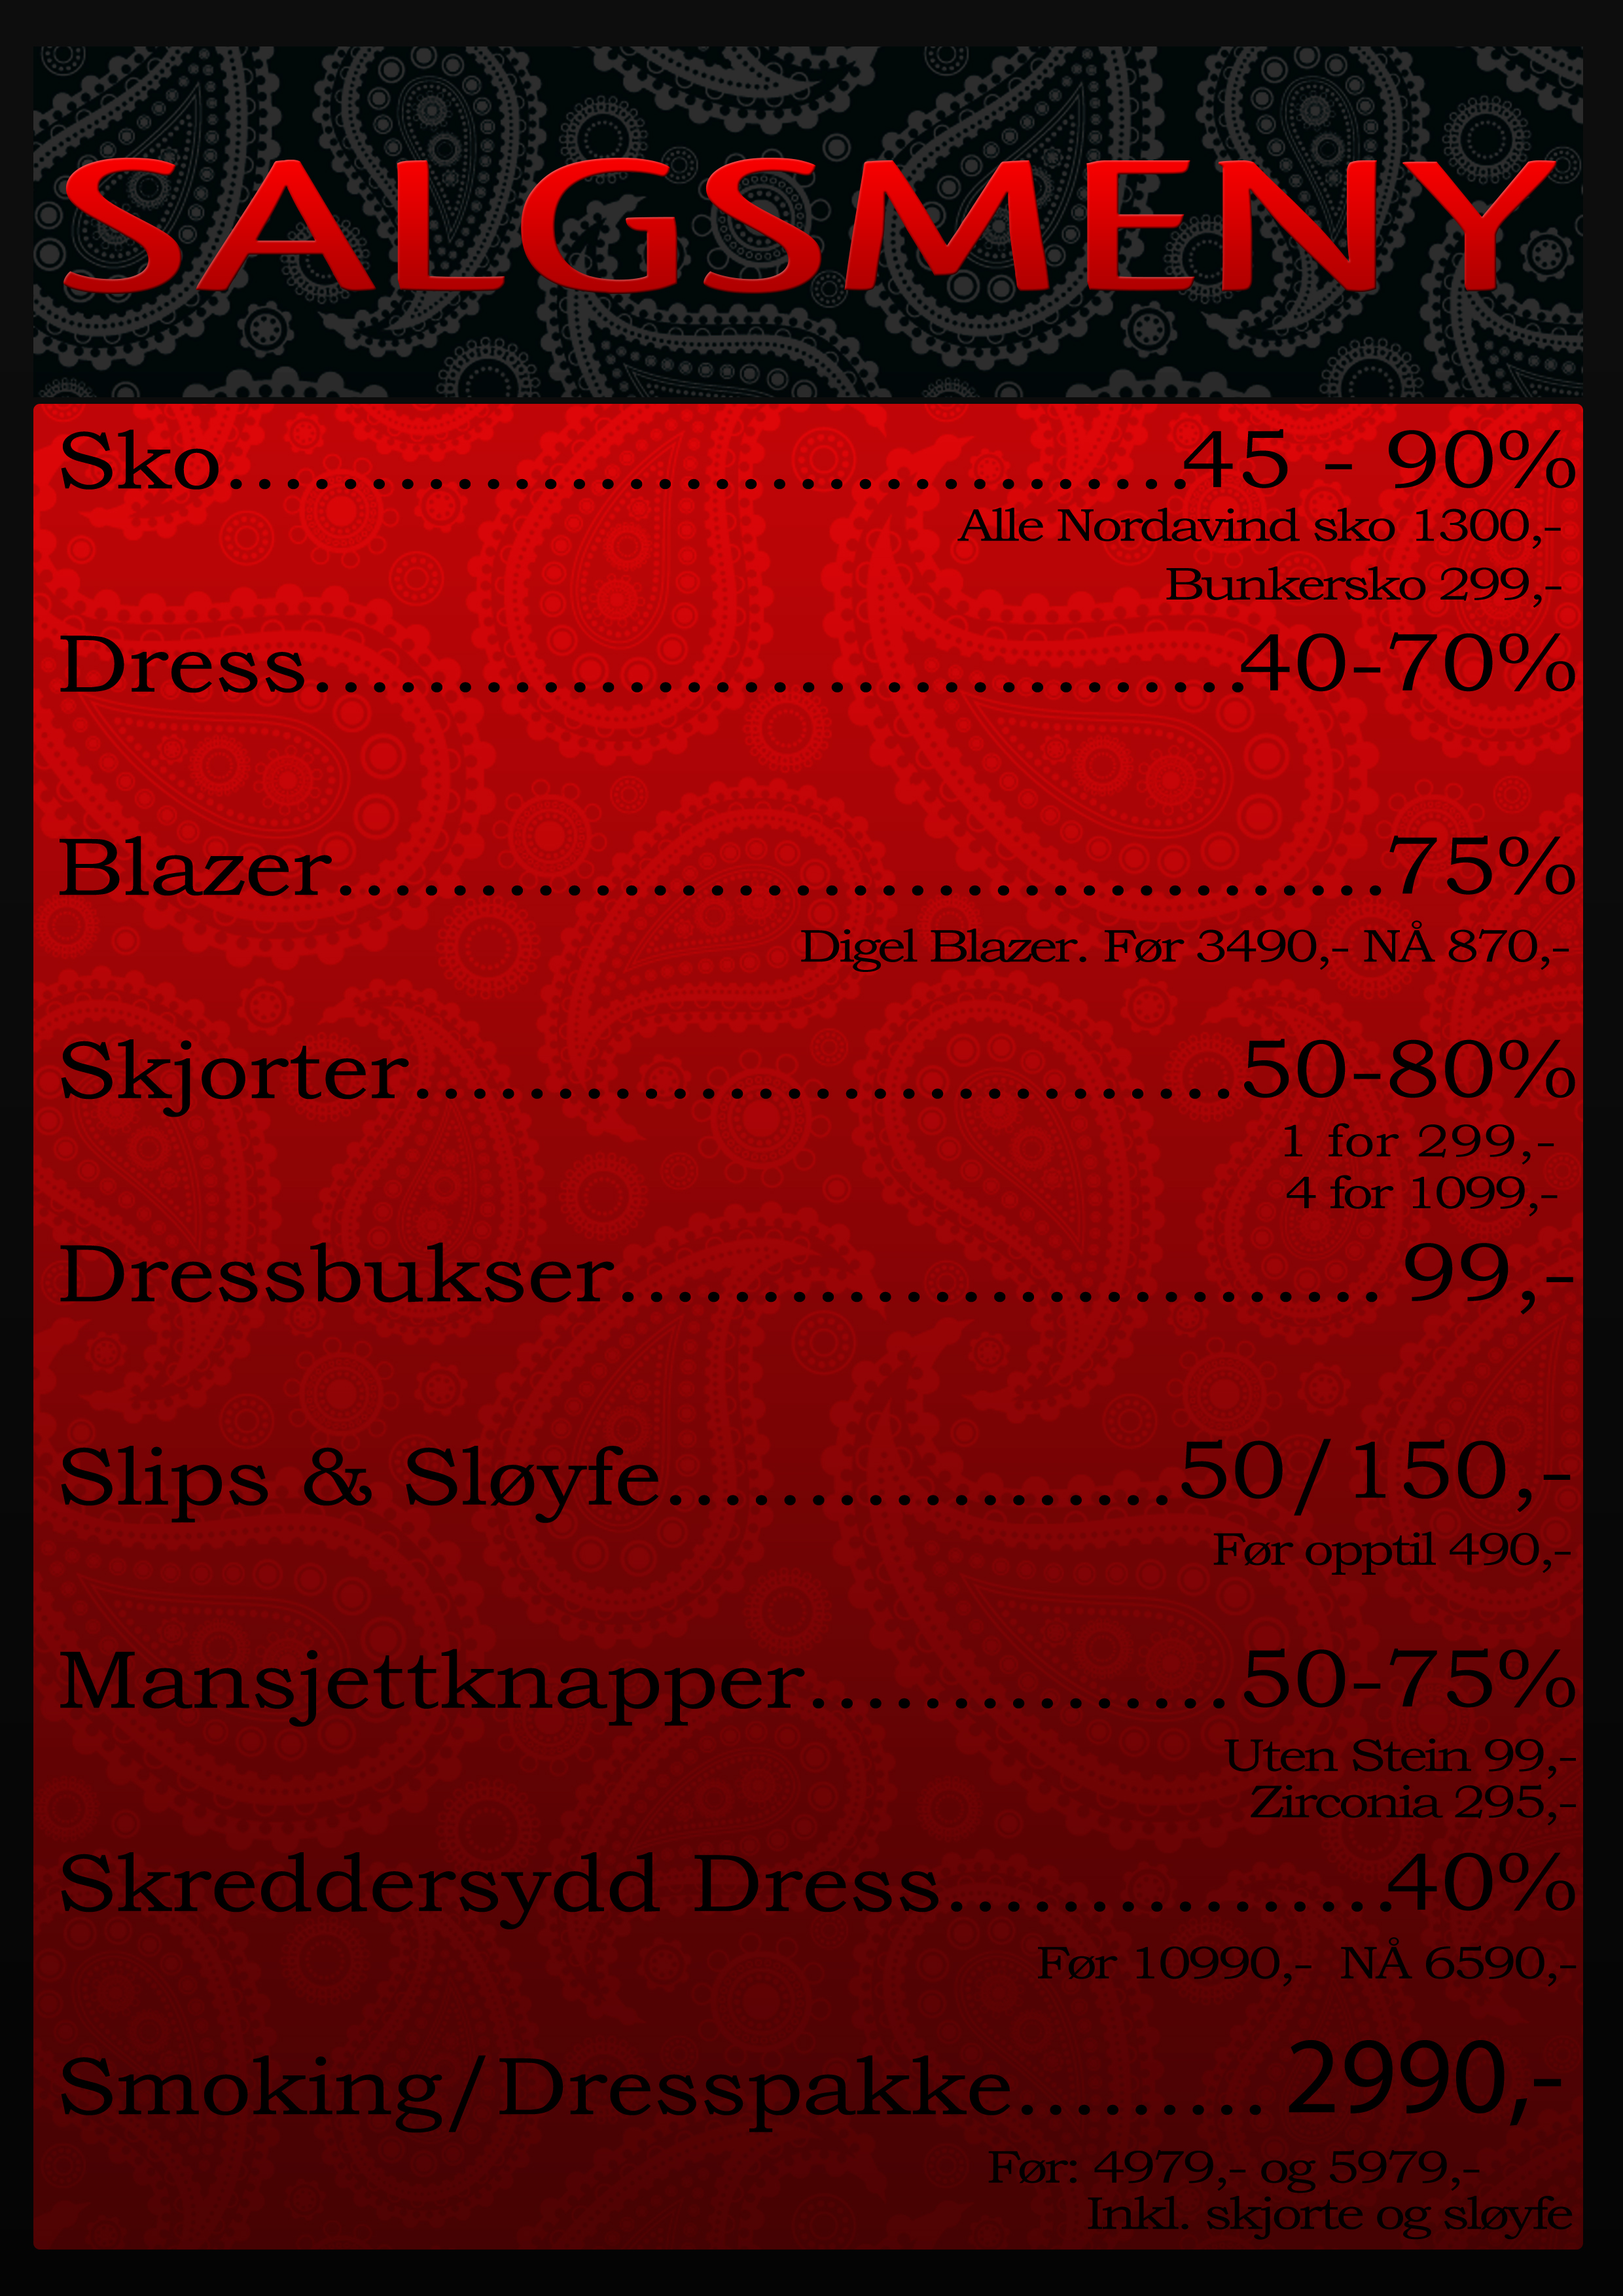 SALGSMENY
Sko..................................45 - 90%
Alle Nordavind sko 1300,-
Bunkersko 299,-
Dress.................................40-70%
Blazer.....................................75%
Digel Blazer. Før 3490,- NÅ 870,-
Skjorter.............................50-80%
1 for 299,-
4 for 1099,-
Dressbukser........................... 99,-
Slips & Sløyfe..................50/150,-
Før opptil 490,-
Mansjettknapper...............50-75%
Uten Stein 99,-
Zirconia 295,-
Skreddersydd Dress................40%
Før 10990,- NÅ 6590,-
Smoking/Dresspakke......... 2990,-
Før: 4979,- og 5979,-
Inkl. skjorte og sløyfe